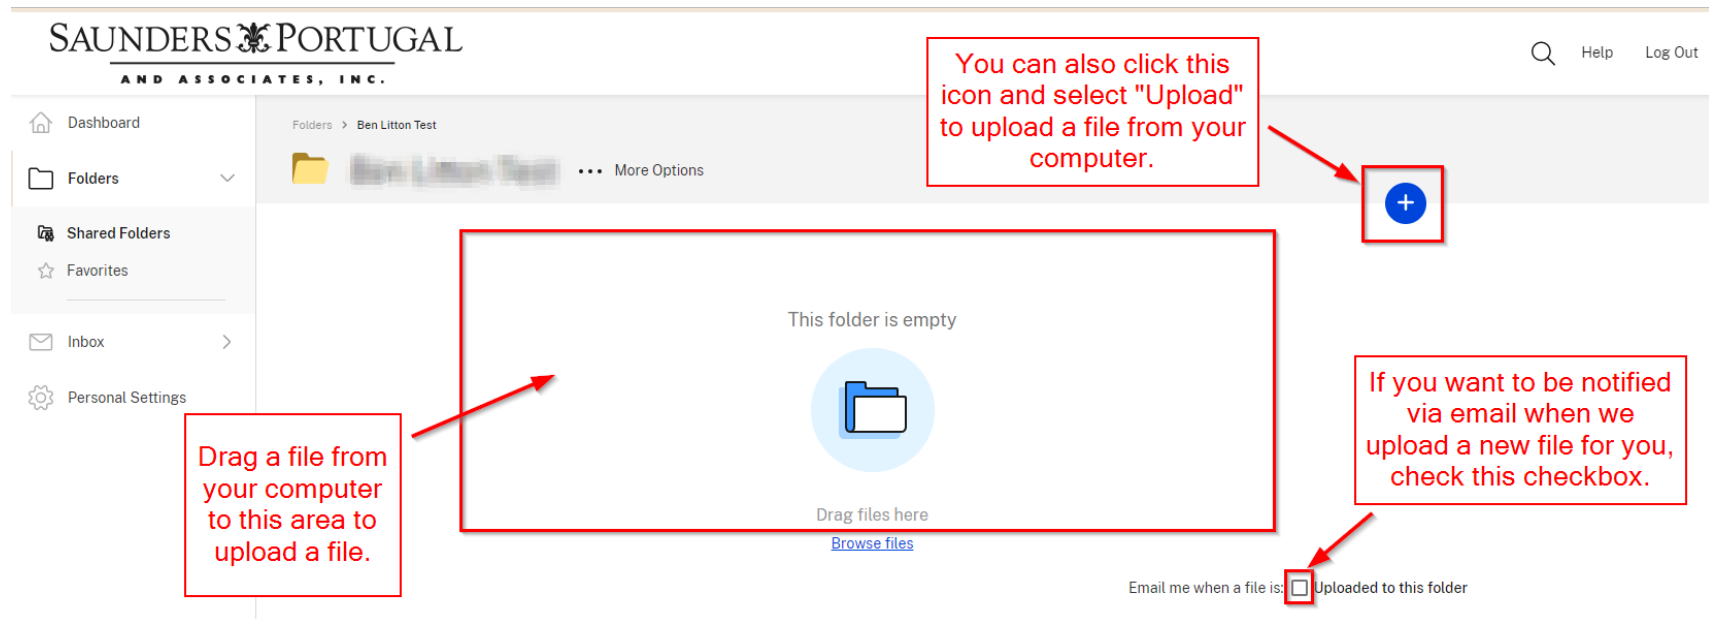 SAUNDERS PORTUGAL
AND ASSOCIATES, INC.
Help
Log Out
You can also click this
icon and select "Upload"
to upload a file from your
computer.
Dashboard
Folders
Shared Folders
Favorites
Inbox
Personal Settings
Folders > Ben Litton Test
••• More Options
+
This folder is empty
Drag files here
Browse files
Drag a file from
your computer
to this area to
upload a file.
If you want to be notified
via email when we
upload a new file for you,
check this checkbox.
Email me when a file is: Uploaded to this folder